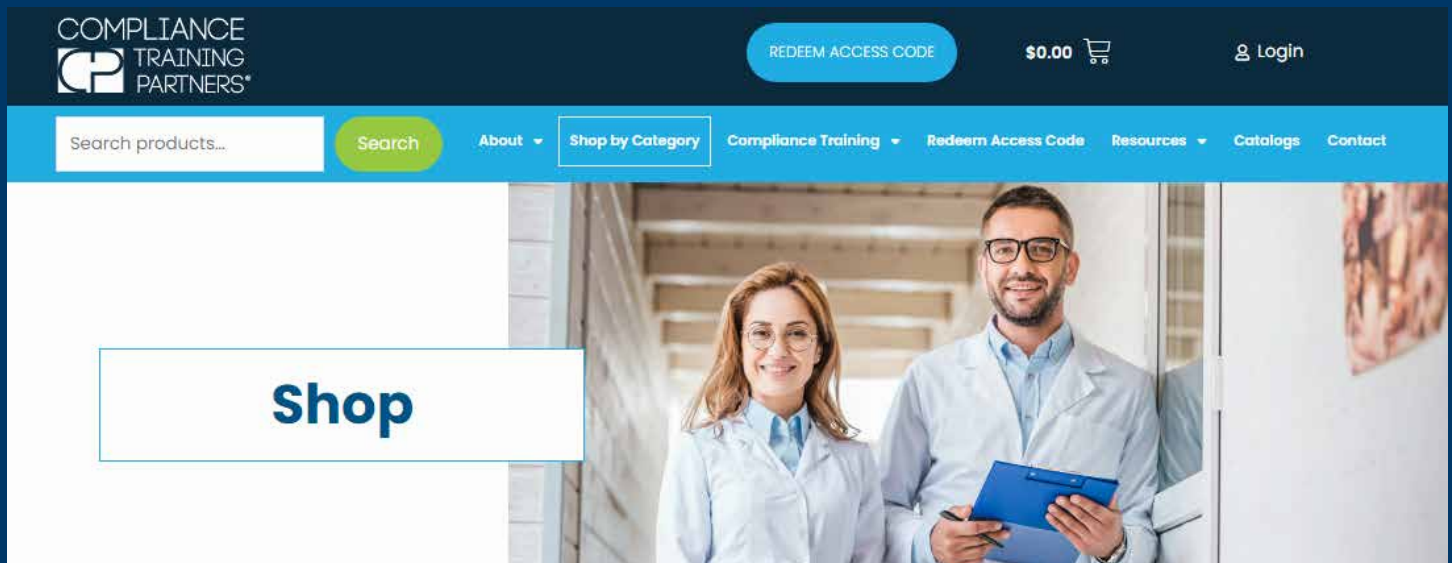 COMPLIANCE
TRAINING
PARTNERS®
REDEEM ACCESS CODE
$0.00
Login
Search products...
Search
About
Shop by Category
Compliance Training
Redeem Access Code
Resources
Catalogs
Contact
Shop